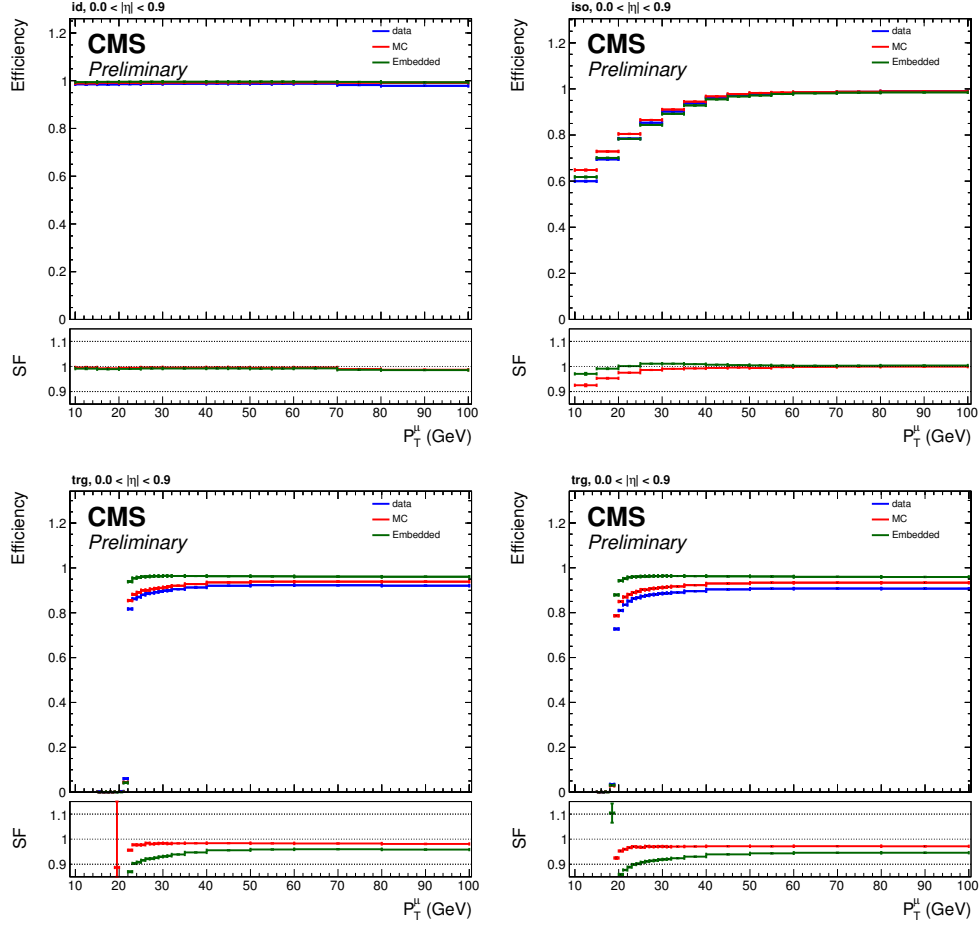 id, 0.0 < |η| < 0.9
Efficiency
CMS
Preliminary
data
MC
Embedded
1.2
1
0.8
0.6
0.4
0.2
0
SF
1.1
1
0.9
10 20 30 40 50 60 70 80 90 100
P_T^μ (GeV)
iso, 0.0 < |η| < 0.9
Efficiency
CMS
Preliminary
data
MC
Embedded
1.2
1
0.8
0.6
0.4
0.2
0
SF
1.1
1
0.9
10 20 30 40 50 60 70 80 90 100
P_T^μ (GeV)
trg, 0.0 < |η| < 0.9
Efficiency
CMS
Preliminary
data
MC
Embedded
1.2
1
0.8
0.6
0.4
0.2
0
SF
1.1
1
0.9
10 20 30 40 50 60 70 80 90 100
P_T^μ (GeV)
trg, 0.0 < |η| < 0.9
Efficiency
CMS
Preliminary
data
MC
Embedded
1.2
1
0.8
0.6
0.4
0.2
0
SF
1.1
1
0.9
10 20 30 40 50 60 70 80 90 100
P_T^μ (GeV)